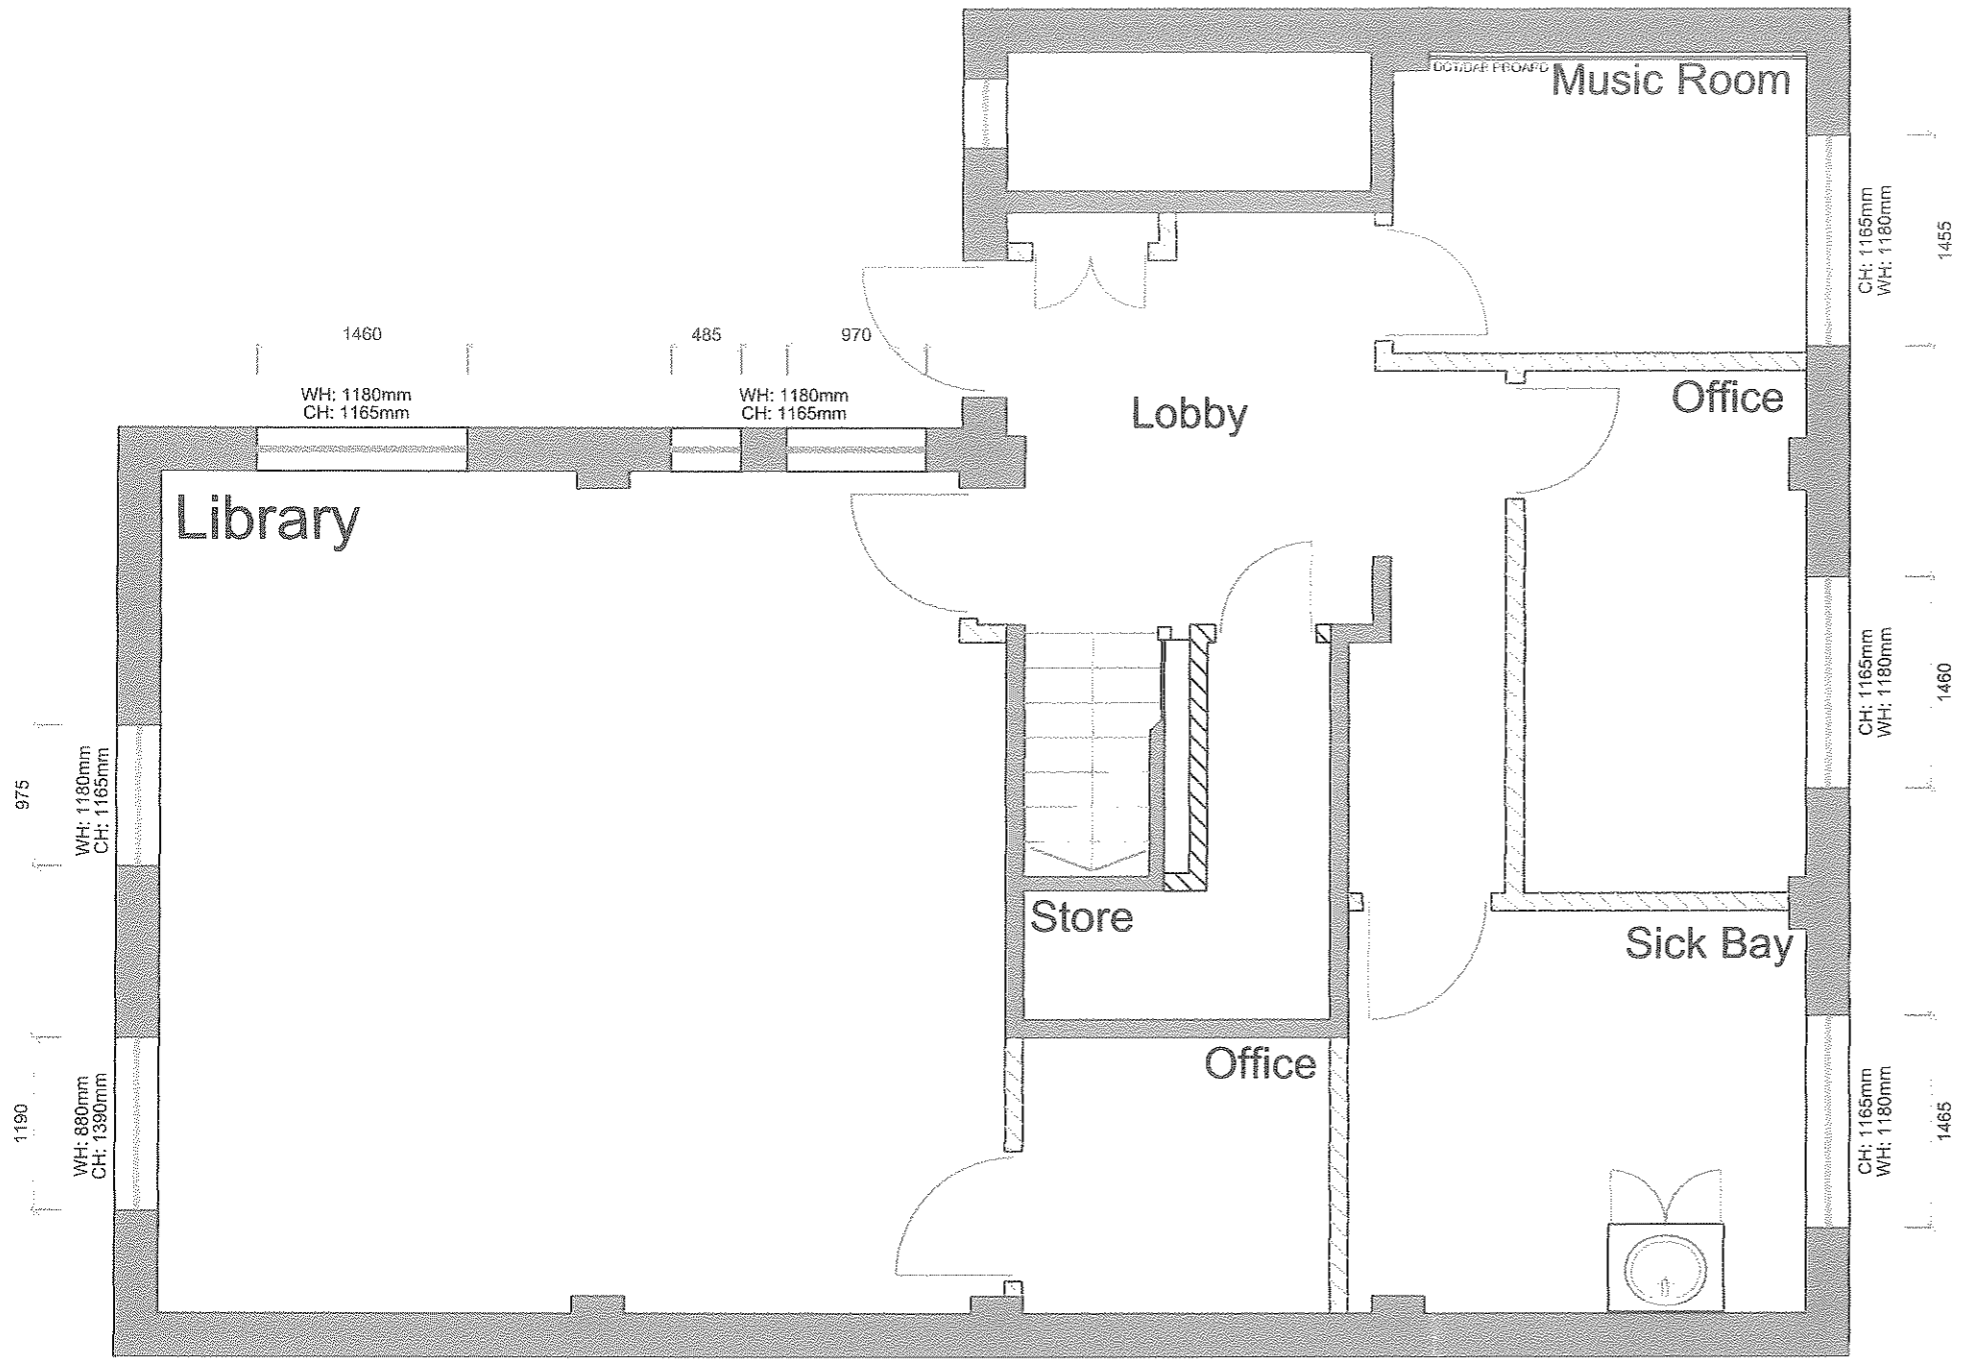 Music Room
CH: 1165mm
WH: 1180mm
1455
1460
485
970
WH: 1180mm
CH: 1165mm
WH: 1180mm
CH: 1165mm
Lobby
Office
Library
CH: 1165mm
WH: 1180mm
1460
975
WH: 1180mm
CH: 1165mm
Store
Sick Bay
Office
1190
WH: 880mm
CH: 1390mm
CH: 1165mm
WH: 1180mm
1465